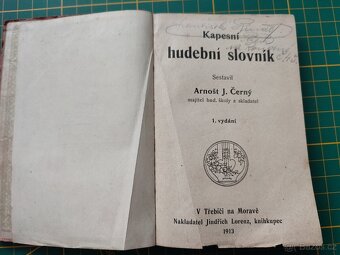 Kapesní
hudební slovník
Sestavil
Arnošt J. Černý
majitel hud. školy a skladatel
1. vydání
V Třebíči na Moravě
Nakladatel Jindřich Lorenz, knihkupec
1913